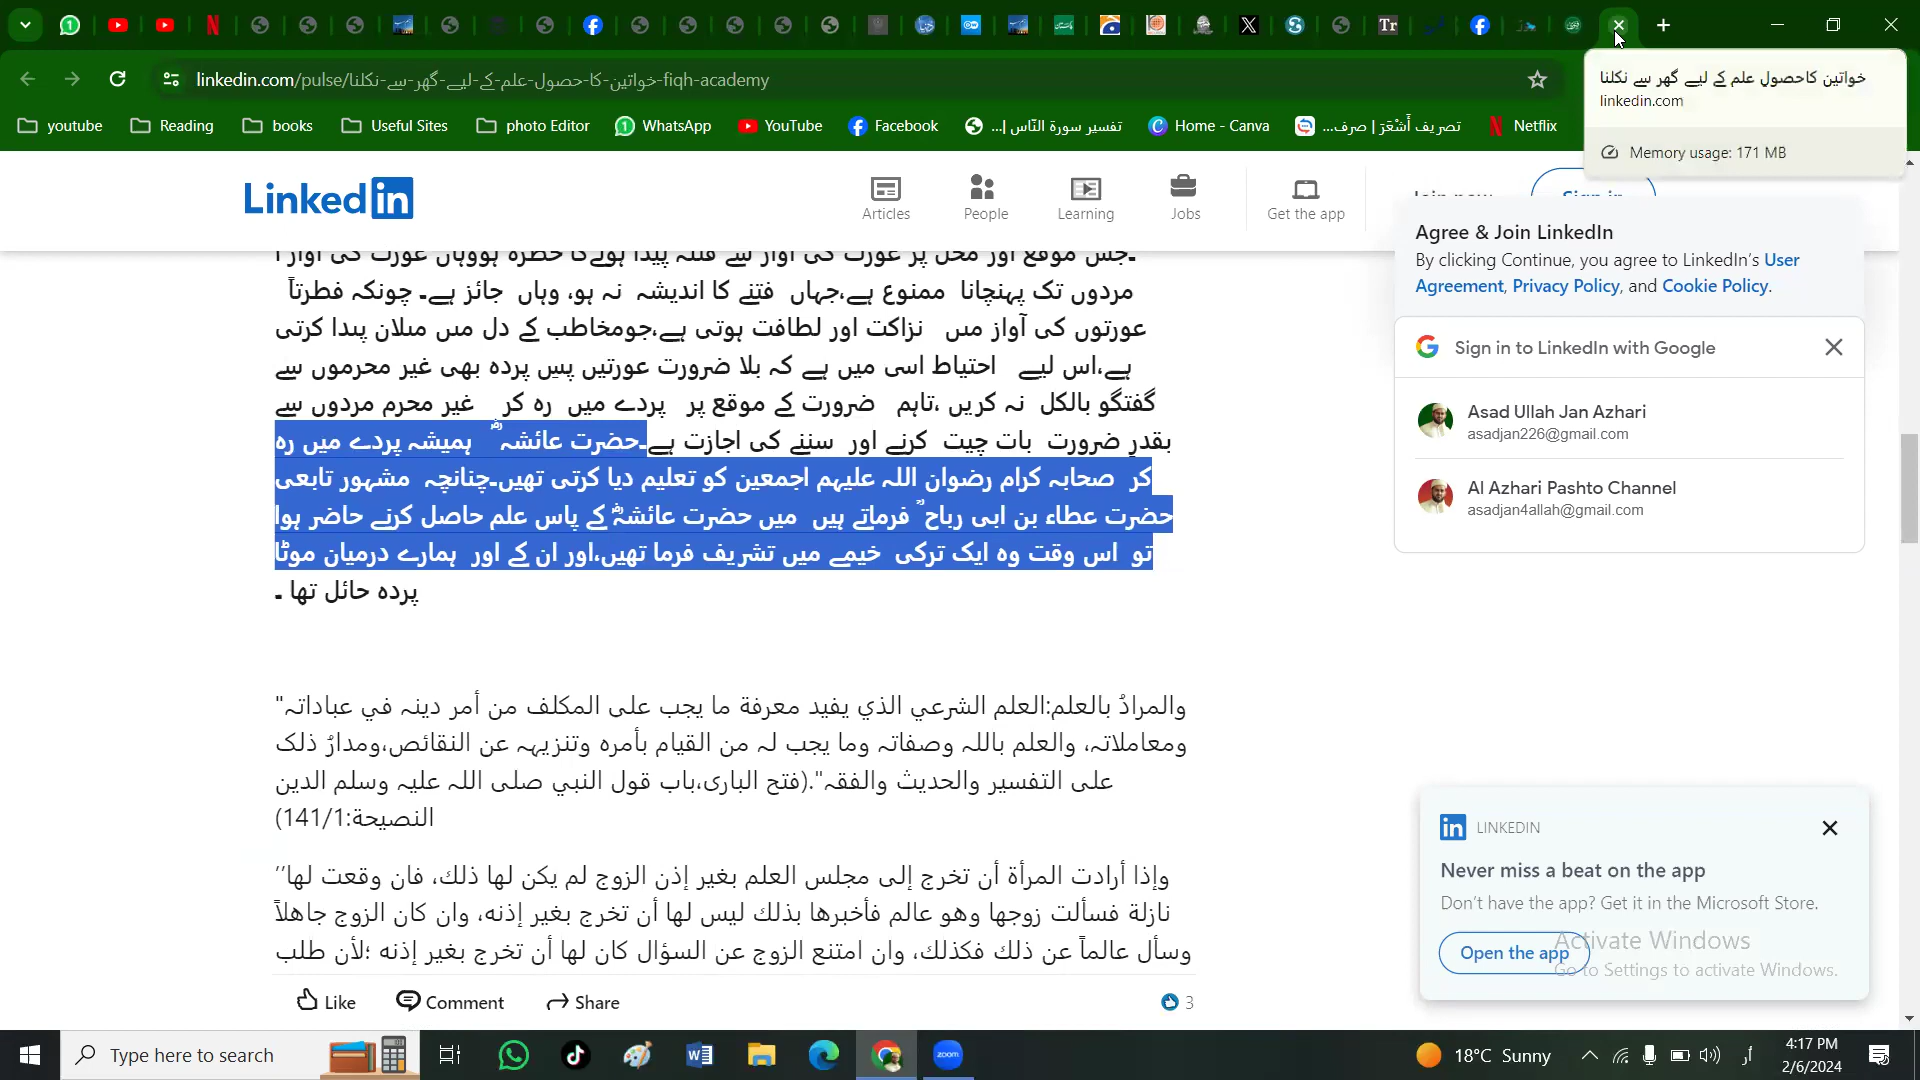 خواتین کاحصولِ علم کے لیے گھر سے نکلنا
linkedin.com
Memory usage: 171 MB
linkedin.com/pulse/خواتین-کا-حصول-علم-کے-لیے-گھر-سے-نکلنا-fiqh-academy
youtube
Reading
books
Useful Sites
photo Editor
WhatsApp
YouTube
Facebook
تفسير سورة النّاس |...
Home - Canva
تصريف أَشْعَرَ | صرف...
Netflix
Linkedin
Articles
People
Learning
Jobs
Get the app
Agree & Join LinkedIn
By clicking Continue, you agree to LinkedIn's User
Agreement, Privacy Policy, and Cookie Policy.
Sign in to LinkedIn with Google
Asad Ullah Jan Azhari
asadjan226@gmail.com
Al Azhari Pashto Channel
asadjan4allah@gmail.com
مردوں تک پہنچانا ممنوع ہے،جہاں فتنے کا اندیشہ نہ ہو، وہاں جائز ہے۔ چونکہ فطرتاً
عورتوں کی آواز میں نزاکت اور لطافت ہوتی ہے،جومخاطب کے دل میں میلان پیدا کرتی
ہے،اس لیے احتیاط اسی میں ہے کہ بلا ضرورت عورتیں پسِ پردہ بھی غیر محرموں سے
گفتگو بالکل نہ کریں ،تاہم ضرورت کے موقع پر پردے میں رہ کر غیر محرم مردوں سے
بقدرِ ضرورت بات چیت کرنے اور سننے کی اجازت ہے۔حضرت عائشہ ؓ ہمیشہ پردے میں رہ
کر صحابہ کرام رضوان اللہ علیہم اجمعین کو تعلیم دیا کرتی تھیں۔چنانچہ مشہور تابعی
حضرت عطاء بن ابی رباح ؒ فرماتے ہیں میں حضرت عائشہؓ کے پاس علم حاصل کرنے حاضر ہوا
تو اس وقت وہ ایک ترکی خیمے میں تشریف فرما تھیں،اور ان کے اور ہمارے درمیان موٹا
پردہ حائل تھا ۔
والمرادُ بالعلم:العلم الشرعي الذي يفيد معرفة ما يجب على المكلف من أمر دينہ في عباداتہ"
ومعاملاتہ، والعلم باللہ وصفاتہ وما يجب لہ من القيام بأمره وتنزيهہ عن النقائص،ومدارُ ذلک
على التفسير والحديث والفقہ".(فتح الباری،باب قول النبي صلى اللہ عليہ وسلم الدين
النصيحة:141/1)
وإذا أرادت المرأة أن تخرج إلى مجلس العلم بغير إذن الزوج لم يكن لها ذلك، فان وقعت لها’’
نازلة فسألت زوجها وهو عالم فأخبرها بذلك ليس لها أن تخرج بغير إذنه، وان كان الزوج جاهلاً
وسأل عالماً عن ذلك فكذلك، وان امتنع الزوج عن السؤال كان لها أن تخرج بغير إذنه ؛لأن طلب
Like
Comment
Share
3
LINKEDIN
Never miss a beat on the app
Don't have the app? Get it in the Microsoft Store.
Open the app
Activate Windows
Go to Settings to activate Windows.
Type here to search
18°C Sunny
4:17 PM
2/6/2024